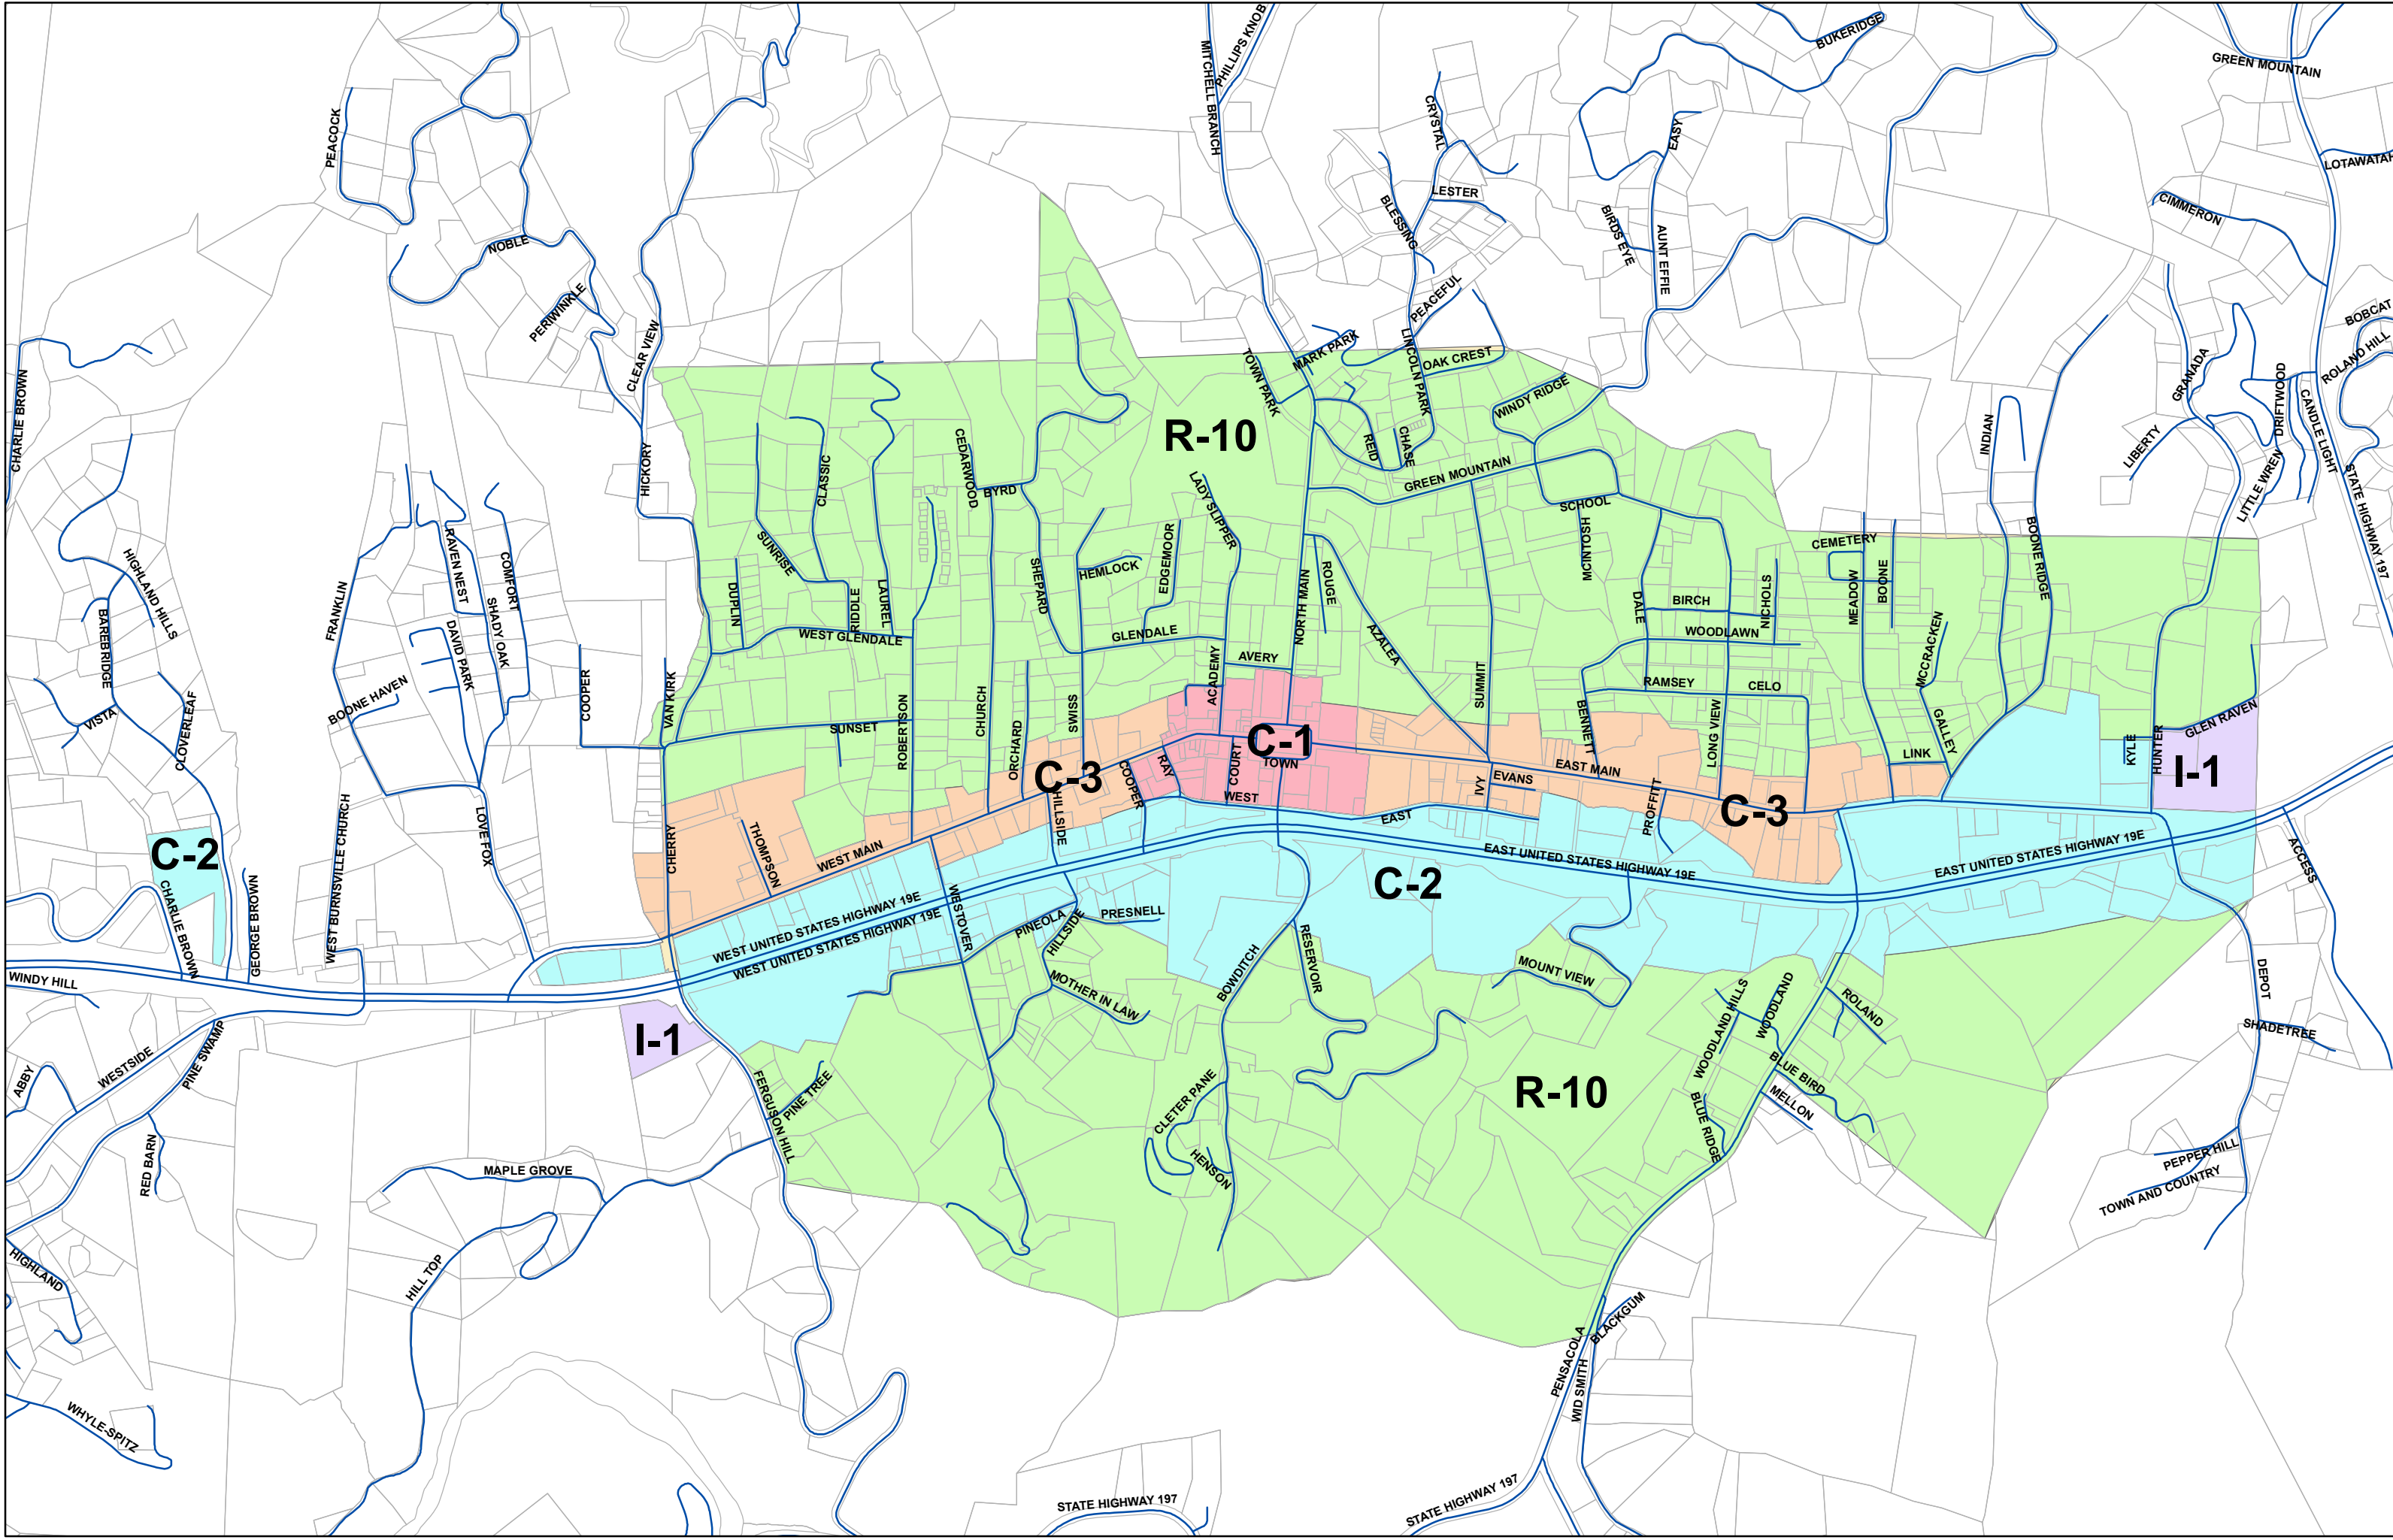 BUKERIDGE
GREEN MOUNTAIN
PHILLIPS KNOB
MITCHELL BRANCH
PEACOCK
CRYSTAL
EASY
LOTAWATAH
LESTER
CIMMERON
BLESSING
BIRDS EYE
AUNT EFFIE
NOBLE
PERIWINKLE
PEACEFUL
BOBCAT
ROLAND HILL
CLEAR VIEW
CHARLIE BROWN
TOWN PARK
MARK PARK
LINCOLN PARK
OAK CREST
WINDY RIDGE
GRANADA
DRIFTWOOD
CANDLE LIGHT
R-10
CEDARWOOD
CLASSIC
REID
CHASE
INDIAN
LIBERTY
LITTLE WREN
STATE HIGHWAY 197
HICKORY
BYRD
LADY SLIPPER
GREEN MOUNTAIN
SCHOOL
MCINTOSH
CEMETERY
BOONE RIDGE
RAVEN NEST
COMFORT
HIGHLAND HILLS
SUNRISE
DUPLIN
RIDDLE
LAUREL
SHEPARD
HEMLOCK
EDGEMOOR
ROUGE
NORTH MAIN
DALE
BIRCH
NICHOLS
MEADOW
BOONE
FRANKLIN
BAREBRIDGE
DAVID PARK
SHADY OAK
WEST GLENDALE
GLENDALE
AVERY
AZALEA
WOODLAWN
MCCRACKEN
ACADEMY
SUMMIT
RAMSEY
CELO
BOONE HAVEN
COOPER
VAN KIRK
VISTA
CLOVERLEAF
SUNSET
ROBERTSON
CHURCH
ORCHARD
SWISS
BENNETT
LONG VIEW
GALLEY
LINK
GLEN RAVEN
KYLE
HUNTER
C-1
TOWN
COURT
RAY
COOPER
WEST
C-3
HILLSIDE
EAST MAIN
EVANS
IVY
EAST
PROFFITT
C-3
I-1
WEST BURNSVILLE CHURCH
LOVE FOX
CHERRY
THOMPSON
WEST MAIN
C-2
CHARLIE BROWN
GEORGE BROWN
EAST UNITED STATES HIGHWAY 19E
EAST UNITED STATES HIGHWAY 19E
ACCESS
C-2
WEST UNITED STATES HIGHWAY 19E
WEST UNITED STATES HIGHWAY 19E
WESTOVER
PINEOLA
HILLSIDE
PRESNELL
RESERVOIR
BOWDITCH
MOUNT VIEW
MOTHER IN LAW
WINDY HILL
WOODLAND HILLS
WOODLAND
ROLAND
DEPOT
SHADETREE
I-1
WESTSIDE
PINE SWAMP
ABBY
FERGUSON HILL
PINE TREE
CLETER PANE
R-10
BLUE BIRD
MELLON
BLUE RIDGE
RED BARN
MAPLE GROVE
HENSON
PEPPER HILL
TOWN AND COUNTRY
HIGHLAND
HILL TOP
BLACKGUM
PENSACOLA
WID SMITH
WHYLE-SPITZ
STATE HIGHWAY 197
STATE HIGHWAY 197